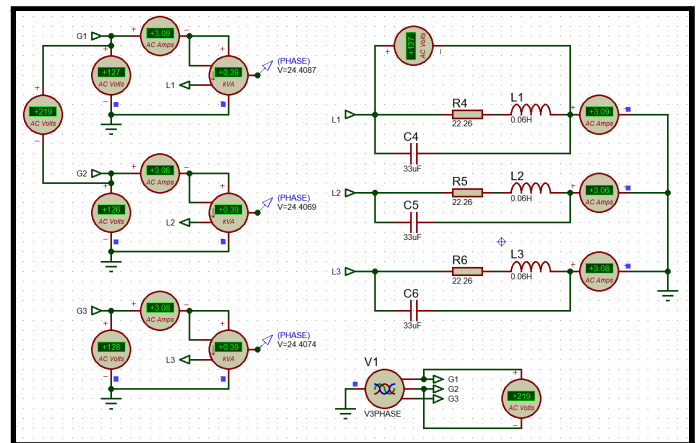 G1
+3.09
AC Amps
+127
AC Volts
L1
+0.39
kVA
(PHASE)
V=24.4087
+219
AC Volts
G2
+3.06
AC Amps
+126
AC Volts
L2
+0.39
kVA
(PHASE)
V=24.4069
G3
+3.08
AC Amps
+128
AC Volts
L3
+0.39
kVA
(PHASE)
V=24.4074
+127
AC Volts
L1
R4
22.26
L1
0.06H
+3.09
AC Amps
C4
33uF
L2
R5
22.26
L2
0.06H
+3.06
AC Amps
C5
33uF
L3
R6
22.26
L3
0.06H
+3.08
AC Amps
C6
33uF
V1
V3PHASE
G1
G2
G3
+219
AC Volts